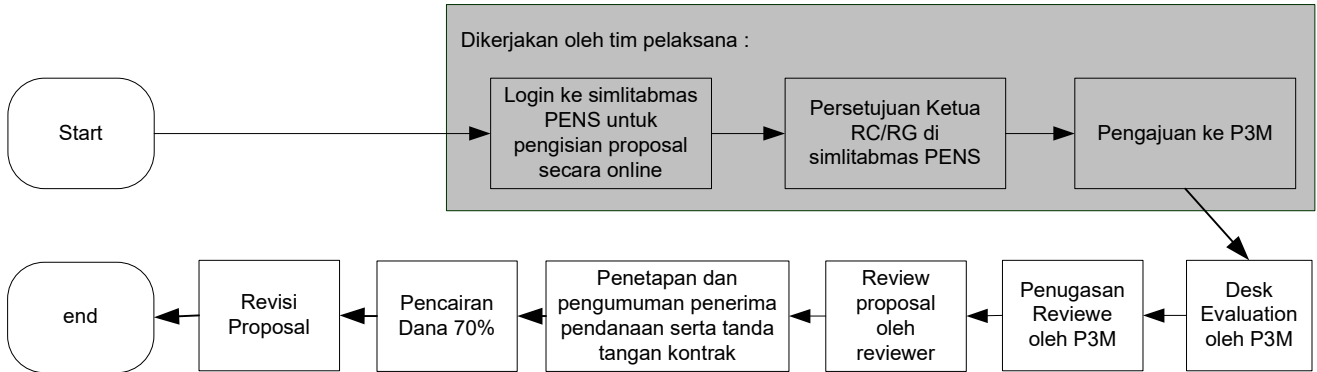 Dikerjakan oleh tim pelaksana :
Start
Login ke simlitabmas
PENS untuk
pengisian proposal
secara online
Persetujuan Ketua
RC/RG di
simlitabmas PENS
Pengajuan ke P3M
Desk
Evaluation
oleh P3M
Penugasan
Reviewe
oleh P3M
Review
proposal
oleh
reviewer
Penetapan dan
pengumuman penerima
pendanaan serta tanda
tangan kontrak
Pencairan
Dana 70%
Revisi
Proposal
end